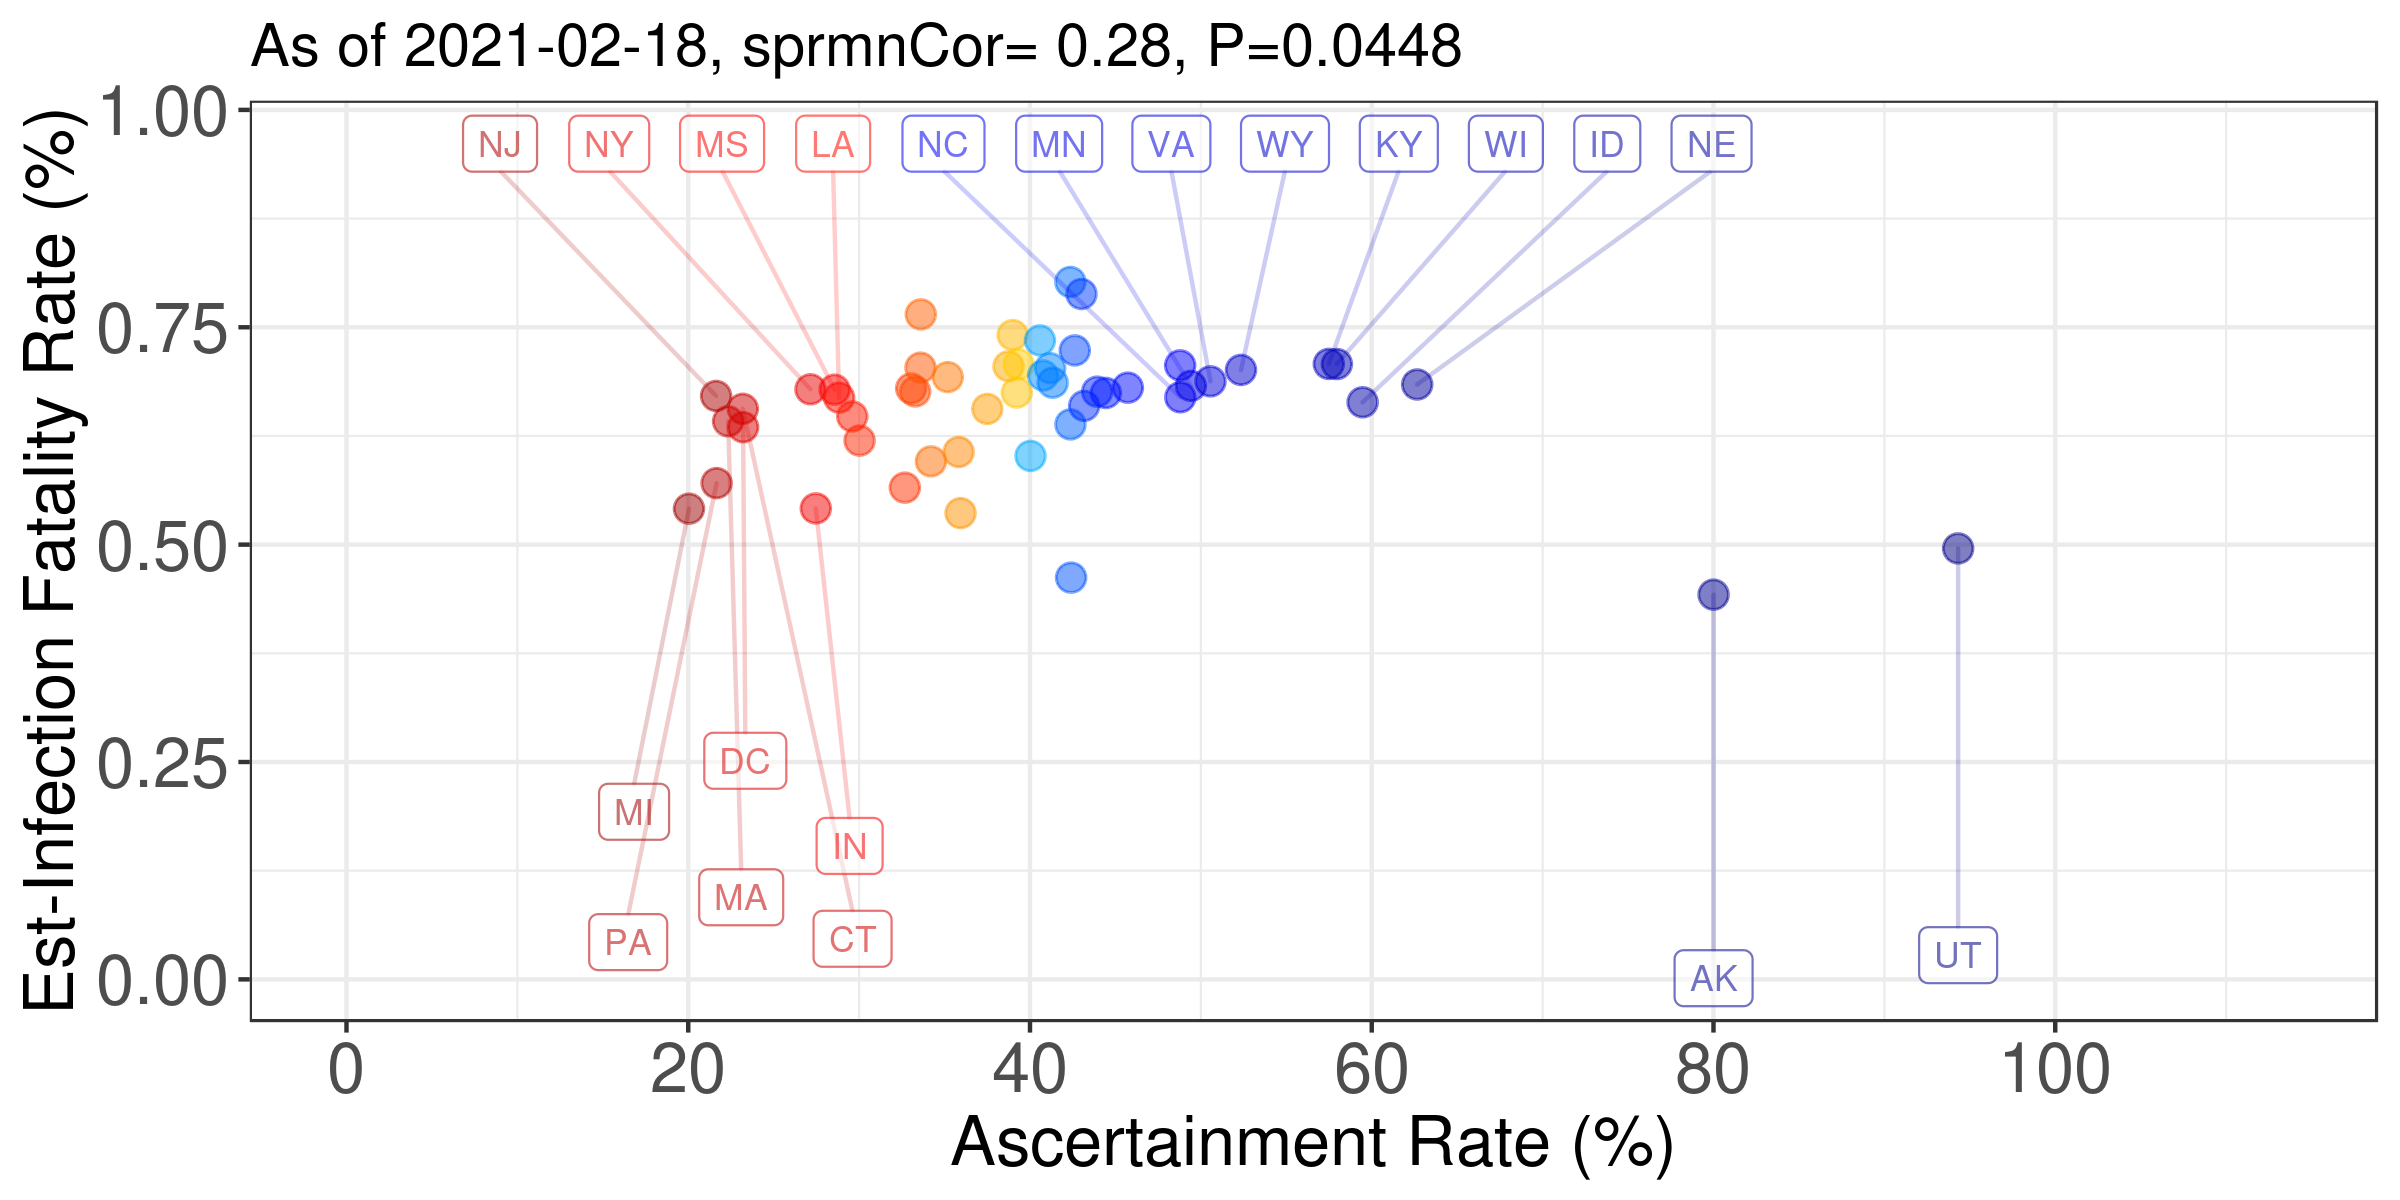 As of 2021-02-18, sprmnCor= 0.28, P=0.0448
Est-Infection Fatality Rate (%)
1.00
0.75
0.50
0.25
0.00
NJ NY MS LA NC MN VA WY KY WI ID NE
DC
MI
IN
MA
PA
CT
UT
AK
0 20 40 60 80 100
Ascertainment Rate (%)